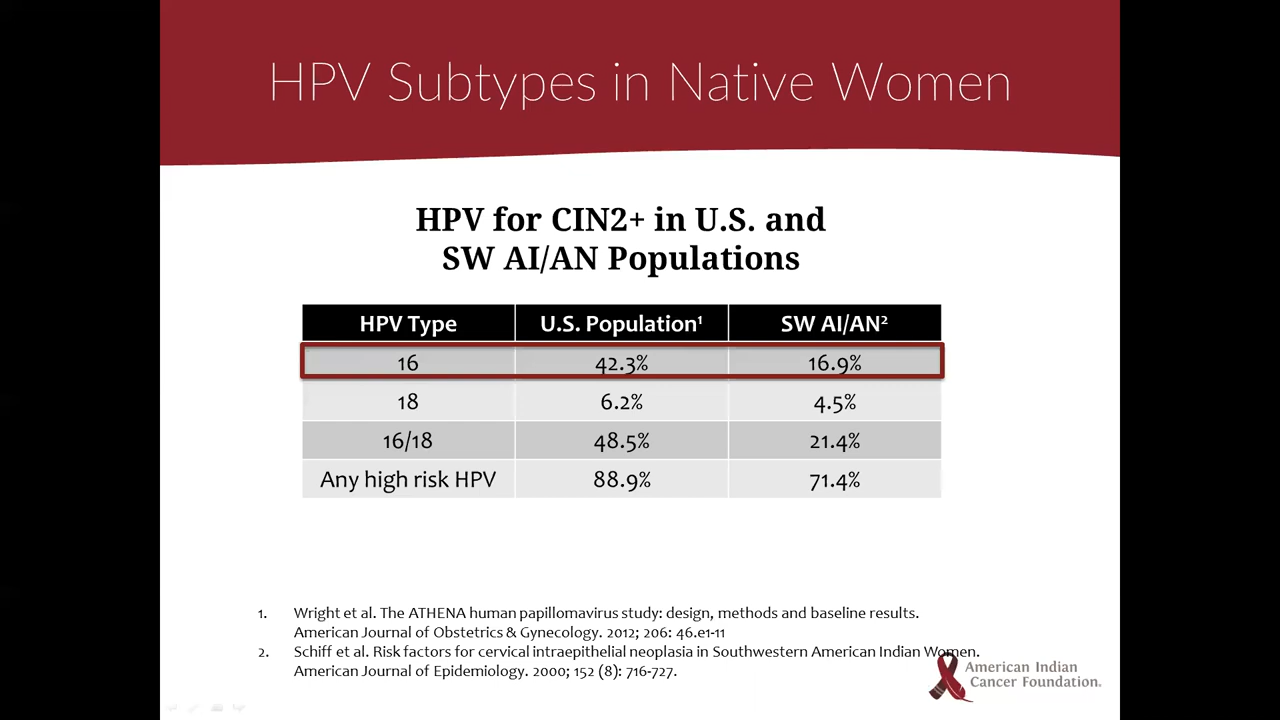 HPV Subtypes in Native Women
HPV for CIN2+ in U.S. and
SW AI/AN Populations
HPV Type U.S. Population¹ SW AI/AN²
16 42.3% 16.9%
18 6.2% 4.5%
16/18 48.5% 21.4%
Any high risk HPV 88.9% 71.4%
1. Wright et al. The ATHENA human papillomavirus study: design, methods and baseline results.
American Journal of Obstetrics & Gynecology. 2012; 206: 46.e1-11
2. Schiff et al. Risk factors for cervical intraepithelial neoplasia in Southwestern American Indian Women.
American Journal of Epidemiology. 2000; 152 (8): 716-727.
American Indian
Cancer Foundation.